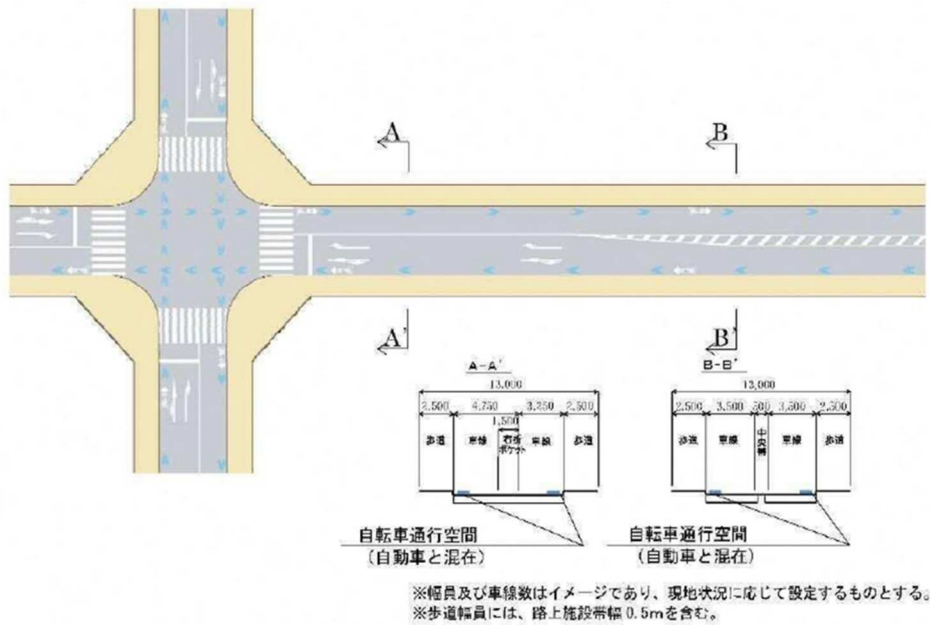 A B
A' B'
A-A' B-B'
13,000 13,000
2,500 4,750 3,250 2,500 2,500 3,500 500 3,500 2,500
1,500
歩道 車線 右折ポケット 車線 歩道 歩道 車線 中央帯 車線 歩道
自転車通行空間 自転車通行空間
(自動車と混在) (自動車と混在)
※幅員及び車線数はイメージであり、現地状況に応じて設定するものとする。
※歩道幅員には、路上施設帯幅0.5mを含む。